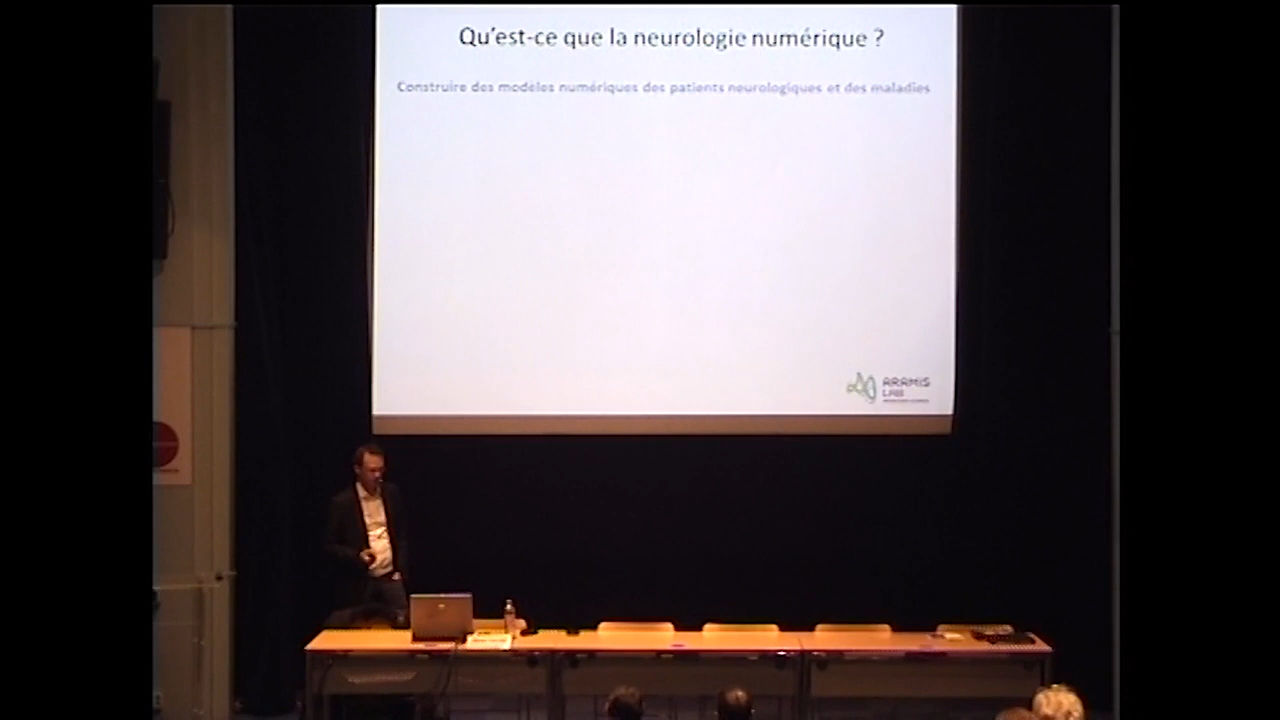 Qu'est-ce que la neurologie numérique ?
Construire des modèles numériques des patients neurologiques et des maladies
ARAMIS
LAB